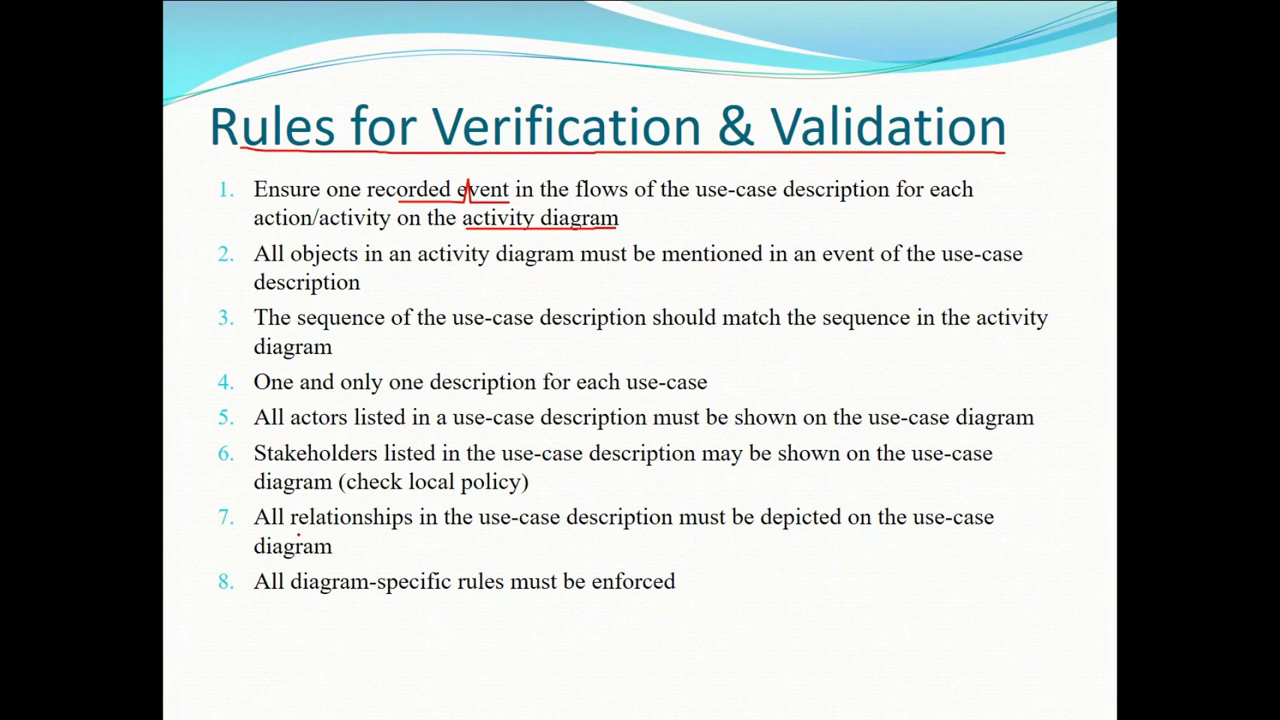 Rules for Verification & Validation
1. Ensure one recorded event in the flows of the use-case description for each
action/activity on the activity diagram
2. All objects in an activity diagram must be mentioned in an event of the use-case
description
3. The sequence of the use-case description should match the sequence in the activity
diagram
4. One and only one description for each use-case
5. All actors listed in a use-case description must be shown on the use-case diagram
6. Stakeholders listed in the use-case description may be shown on the use-case
diagram (check local policy)
7. All relationships in the use-case description must be depicted on the use-case
diagram
8. All diagram-specific rules must be enforced